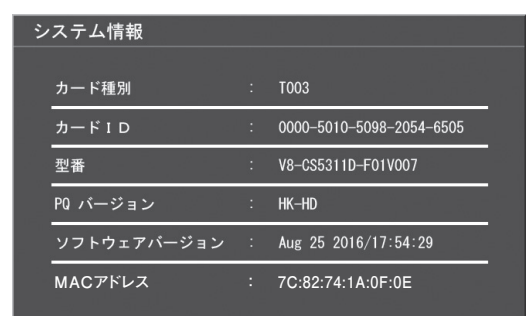 システム情報
カード種別 : T003
カードID : 0000-5010-5098-2054-6505
型番 : V8-CS5311D-F01V007
PQ バージョン : HK-HD
ソフトウェアバージョン : Aug 25 2016/17:54:29
MACアドレス : 7C:82:74:1A:0F:0E